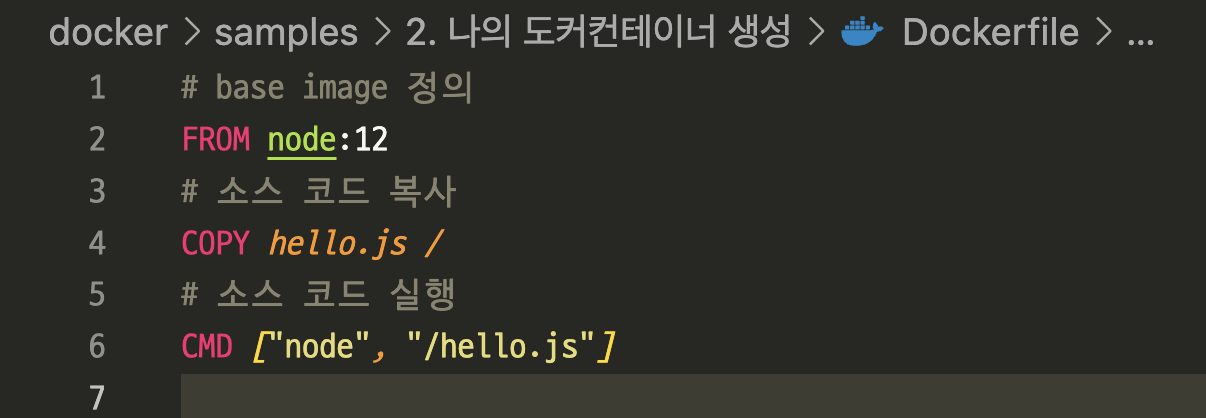 docker > samples > 2. 나의 도커컨테이너 생성 > Dockerfile > ...
1 # base image 정의
2 FROM node:12
3 # 소스 코드 복사
4 COPY hello.js /
5 # 소스 코드 실행
6 CMD ["node", "/hello.js"]
7